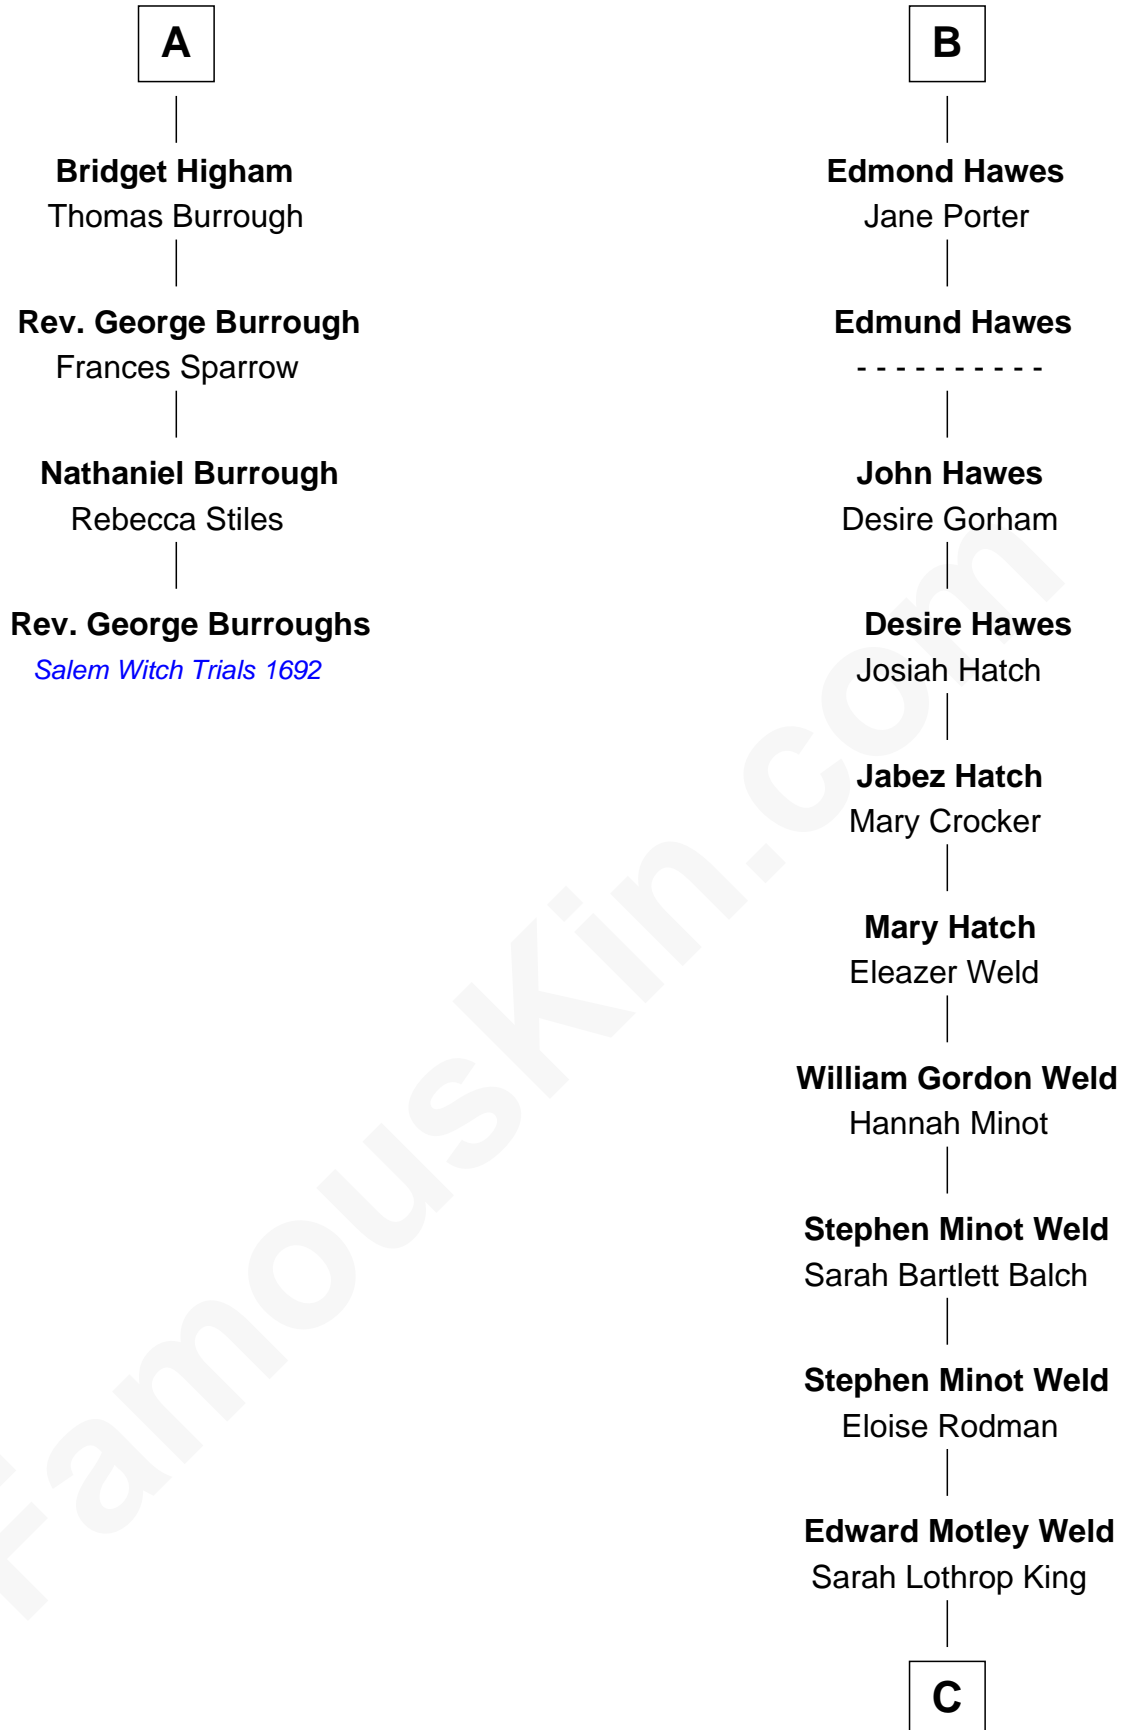 A
Bridget Higham
Thomas Burrough
Rev. George Burrough
Frances Sparrow
Nathaniel Burrough
Rebecca Stiles
Rev. George Burroughs
Salem Witch Trials 1692
B
Edmond Hawes
Jane Porter
Edmund Hawes
- - - - - - - - - -
John Hawes
Desire Gorham
Desire Hawes
Josiah Hatch
Jabez Hatch
Mary Crocker
Mary Hatch
Eleazer Weld
William Gordon Weld
Hannah Minot
Stephen Minot Weld
Sarah Bartlett Balch
Stephen Minot Weld
Eloise Rodman
Edward Motley Weld
Sarah Lothrop King
C
FamousKin.com